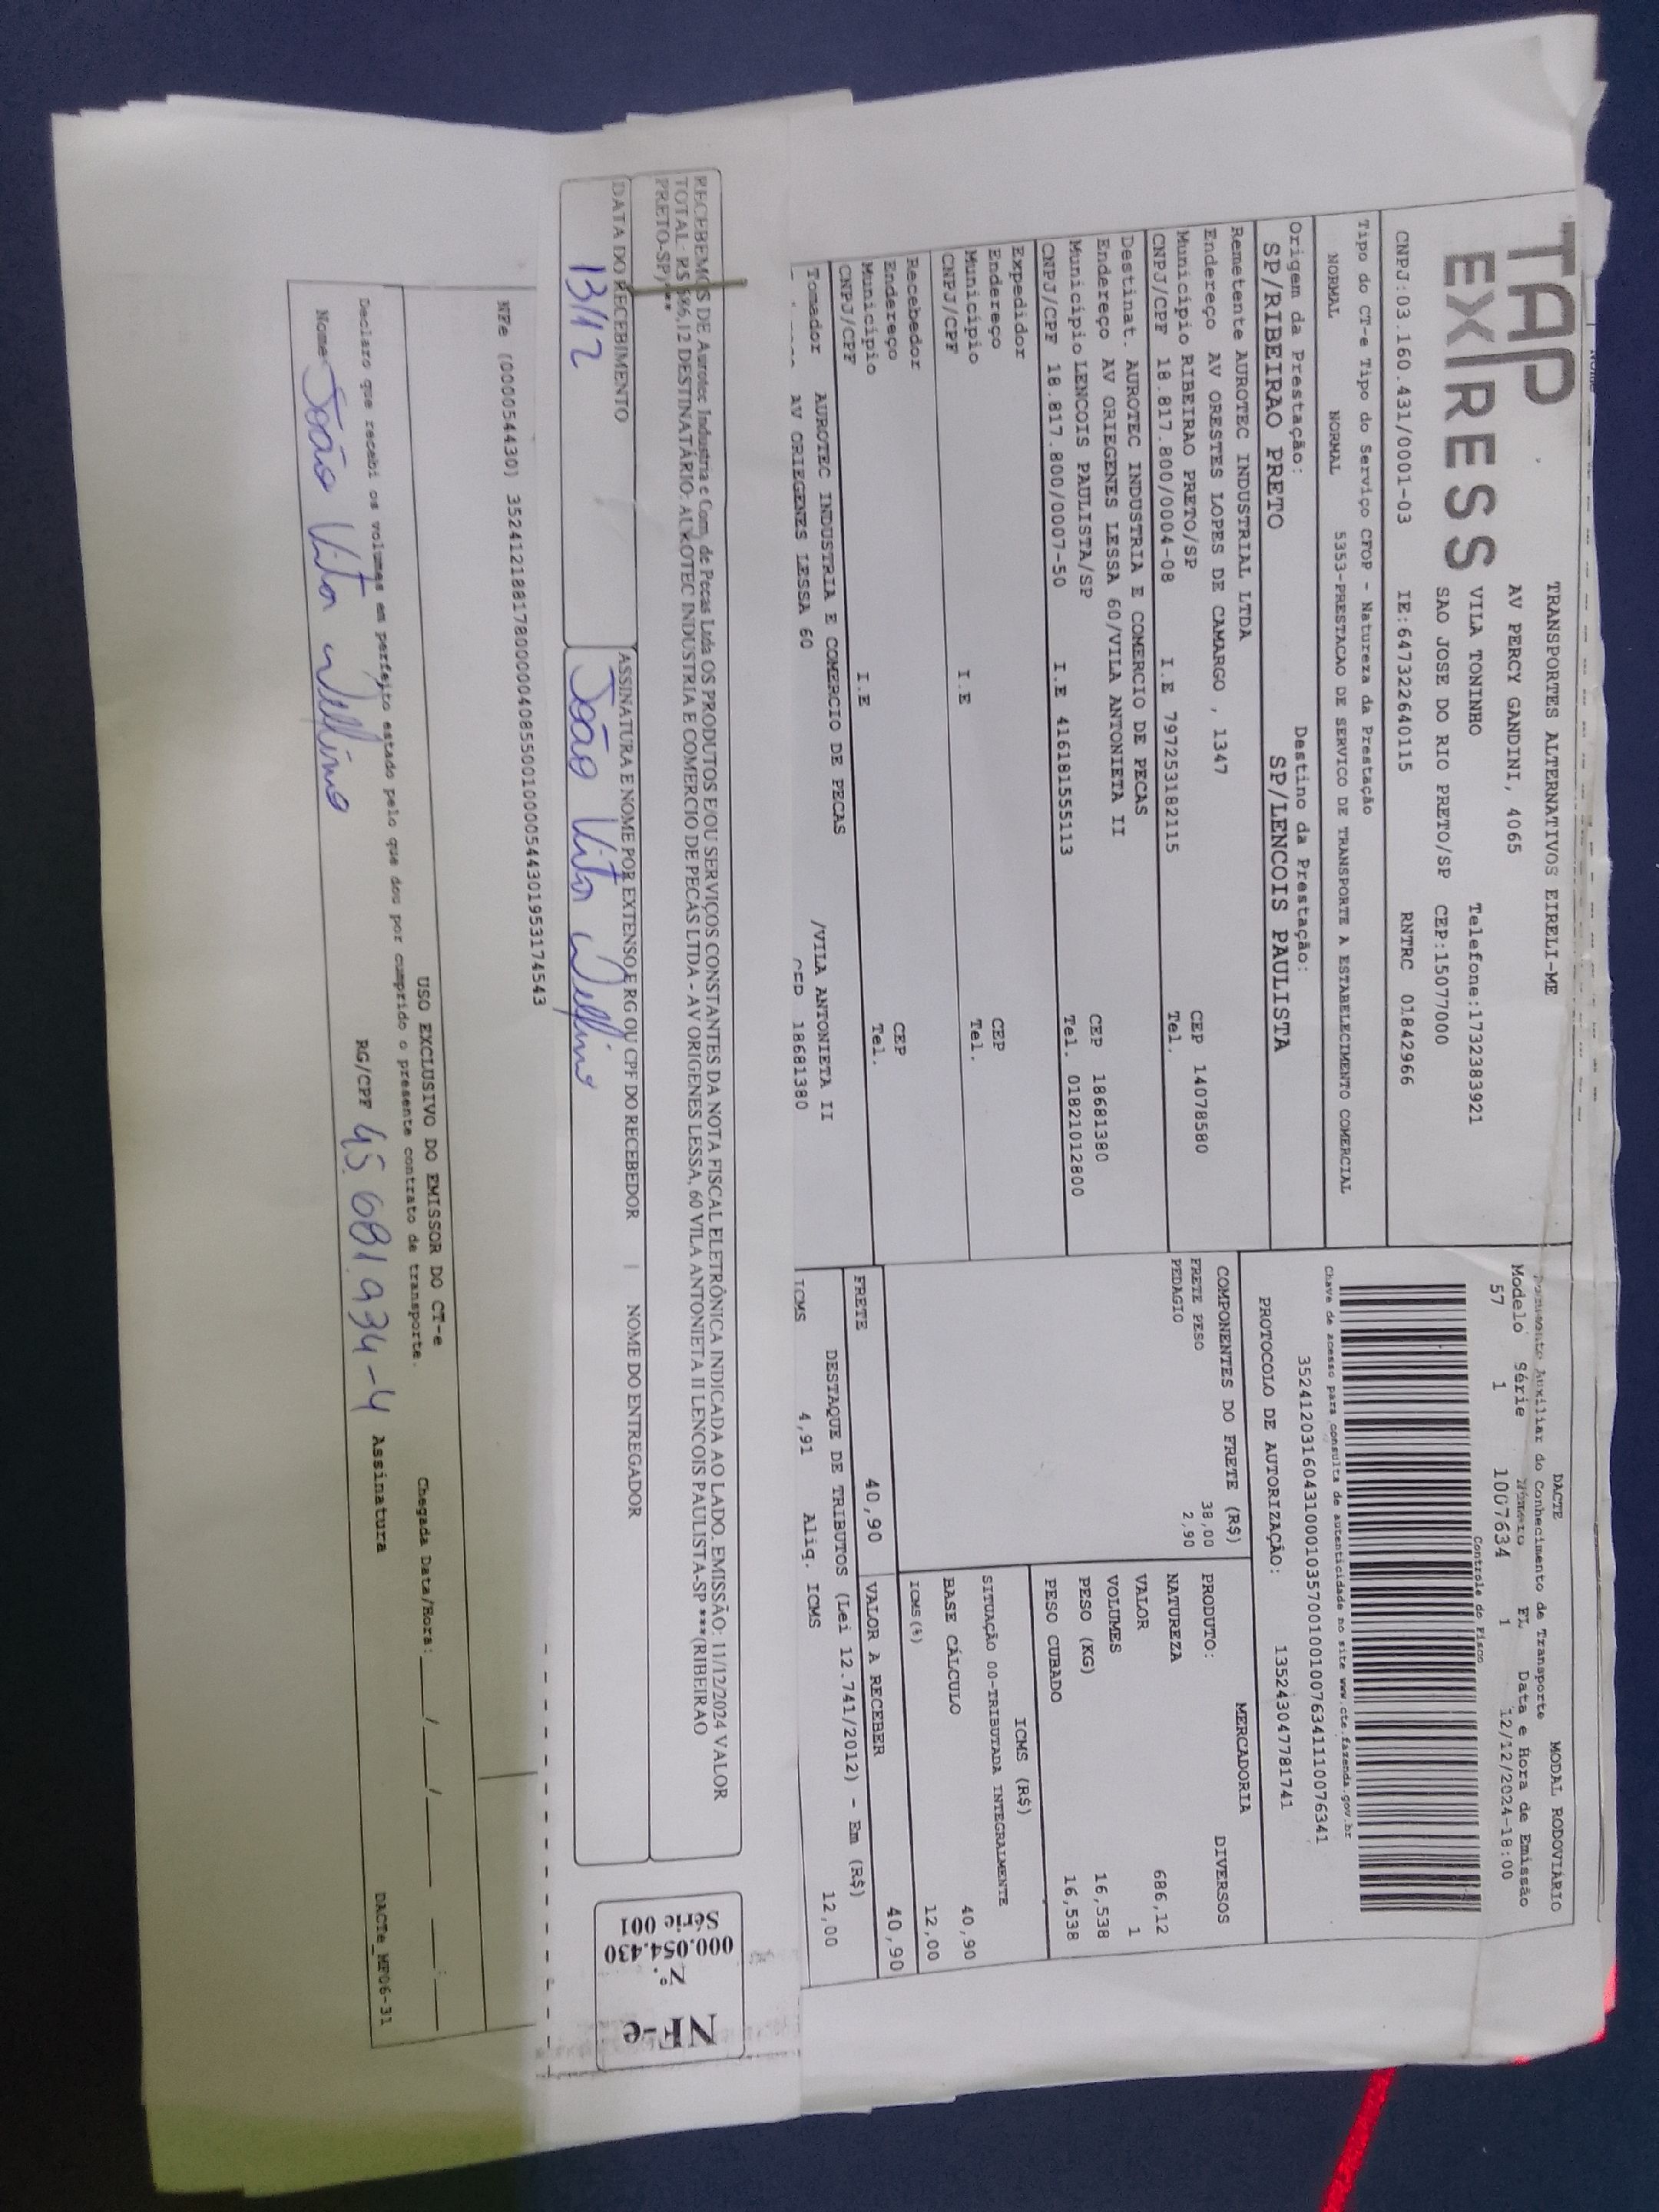 TAP
EXPRESS
TRANSPORTES ALTERNATIVOS EIRELI-ME
AV PERCY GANDINI, 4065
VILA TONINHO Telefone:1732383921
SAO JOSE DO RIO PRETO/SP CEP:15077000
CNPJ:03.160.431/0001-03 IE:647322640115 RNTRC 01842966
Tipo do CT-e Tipo do Serviço CFOP - Natureza da Prestação
NORMAL NORMAL 5353-PRESTACAO DE SERVICO DE TRANSPORTE A ESTABELECIMENTO COMERCIAL
Origem da Prestação: Destino da Prestação:
SP/RIBEIRAO PRETO SP/LENCOIS PAULISTA
Remetente AUROTEC INDUSTRIAL LTDA
Endereço AV ORESTES LOPES DE CAMARGO , 1347 CEP 14078580
Município RIBEIRAO PRETO/SP Tel.
CNPJ/CPF 18.817.800/0004-08 I.E 797253182115
Destinat. AUROTEC INDUSTRIA E COMERCIO DE PECAS
Endereço AV ORIEGENES LESSA 60/VILA ANTONIETA II CEP 18681380
Município LENCOIS PAULISTA/SP Tel. 01821012800
CNPJ/CPF 18.817.800/0007-50 I.E 416181555113
Expedidor
Endereço CEP
Município Tel.
CNPJ/CPF I.E
Recebedor
Endereço CEP
Município Tel.
CNPJ/CPF I.E
Tomador AUROTEC INDUSTRIA E COMERCIO DE PECAS
AV ORIEGENES LESSA 60 /VILA ANTONIETA II
CEP 18681380
DACTE MODAL RODOVIÁRIO
Documento Auxiliar do Conhecimento de Transporte
Modelo Série Número FL Data e Hora de Emissão
57 1 1007634 1 12/12/2024-18:00
Controle do Fisco
Chave de acesso para consulta de autenticidade no site www.cte.fazenda.gov.br
35241203160431000103570010010076341110076341
PROTOCOLO DE AUTORIZAÇÃO: 135243047781741
COMPONENTES DO FRETE (R$)
FRETE PESO 38,00
PEDAGIO 2,90
MERCADORIA
PRODUTO: DIVERSOS
NATUREZA
VALOR 686,12
VOLUMES 1
PESO (KG) 16,538
PESO CUBADO 16,538
ICMS (R$)
SITUAÇÃO 00-TRIBUTADA INTEGRALMENTE
BASE CÁLCULO 40,90
ICMS(%) 12,00
FRETE 40,90 VALOR A RECEBER 40,90
DESTAQUE DE TRIBUTOS (Lei 12.741/2012) - Em (R$)
ICMS 4,91 Aliq. ICMS 12,00
RECEBEMOS DE Aurotec Industria e Com. de Pecas Ltda OS PRODUTOS E/OU SERVIÇOS CONSTANTES DA NOTA FISCAL ELETRÔNICA INDICADA AO LADO. EMISSÃO: 11/12/2024 VALOR
TOTAL: R$ 686,12 DESTINATÁRIO: AUROTEC INDUSTRIA E COMERCIO DE PECAS LTDA - AV ORIGENES LESSA, 60 VILA ANTONIETA II LENCOIS PAULISTA-SP ***(RIBEIRAO
PRETO-SP)***
DATA DO RECEBIMENTO ASSINATURA E NOME POR EXTENSO E RG OU CPF DO RECEBEDOR NOME DO ENTREGADOR
13/12 João Vitor
NF-e
N°.
000.054.430
Série 001
NFe (000054430) 35241218817800000408550010000544301953174543
USO EXCLUSIVO DO EMISSOR DO CT-e
Chegada Data/Hora: ____/____/____ ____:____
Declaro que recebi os volumes em perfeito estado pelo que dou por cumprido o presente contrato de transporte.
Nome João Vitor RG/CPF 45.681.934-4 Assinatura
DACTe_MP06-31